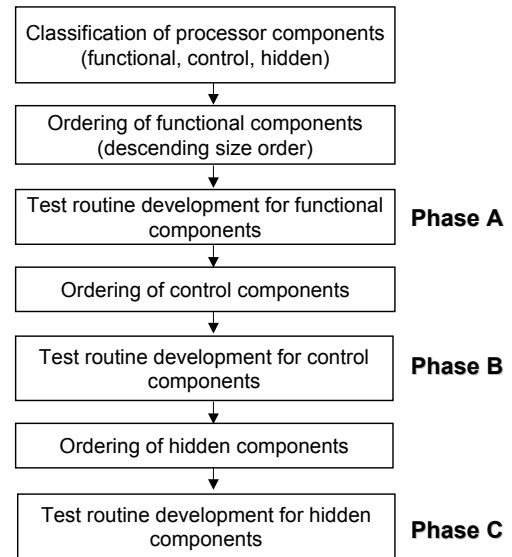 Classification of processor components
(functional, control, hidden)
Ordering of functional components
(descending size order)
Test routine development for functional
components
Phase A
Ordering of control components
Test routine development for control
components
Phase B
Ordering of hidden components
Test routine development for hidden
components
Phase C